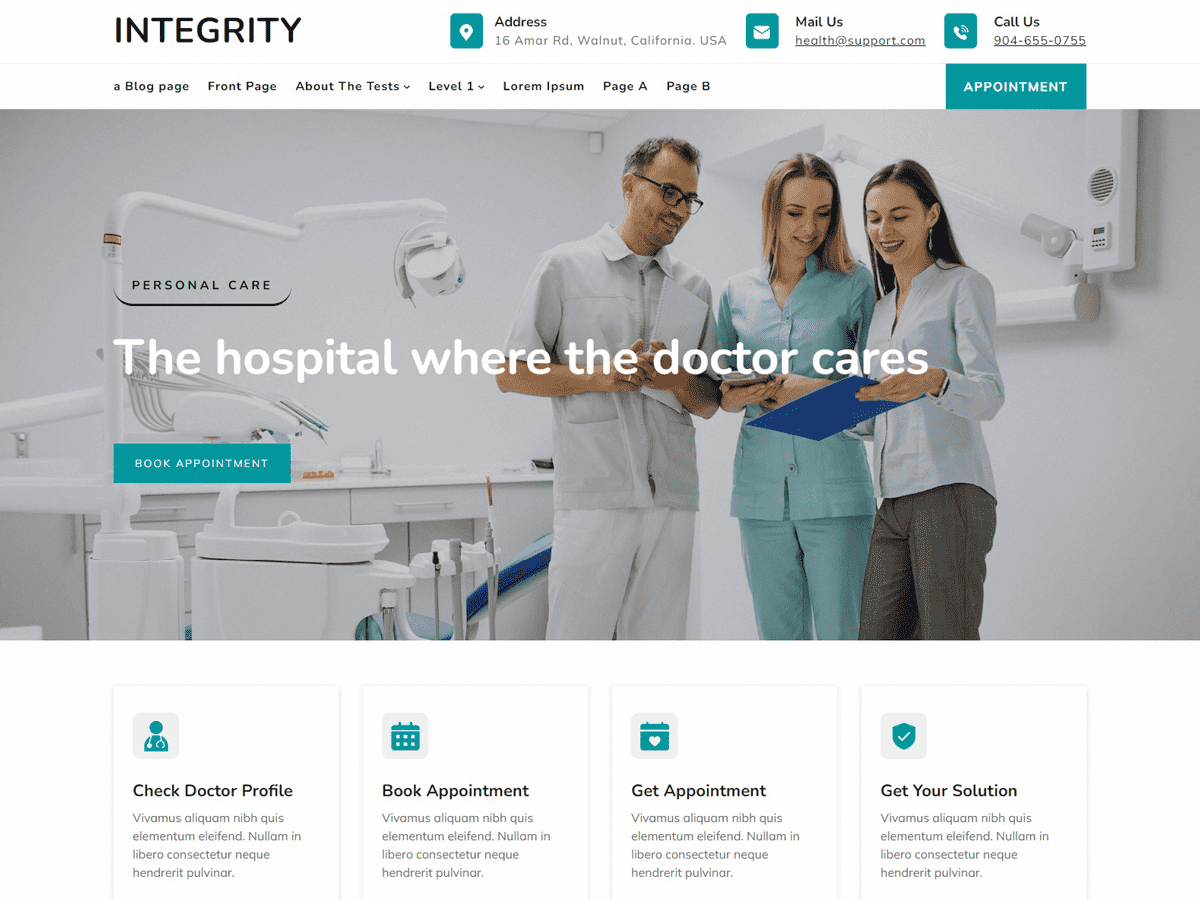 INTEGRITY
Address
16 Amar Rd, Walnut, California. USA
Mail Us
health@support.com
Call Us
904-655-0755
a Blog page Front Page About The Tests Level 1 Lorem Ipsum Page A Page B
APPOINTMENT
PERSONAL CARE
The hospital where the doctor cares
BOOK APPOINTMENT
Check Doctor Profile
Vivamus aliquam nibh quis
elementum eleifend. Nullam in
libero consectetur neque
hendrerit pulvinar.
Book Appointment
Vivamus aliquam nibh quis
elementum eleifend. Nullam in
libero consectetur neque
hendrerit pulvinar.
Get Appointment
Vivamus aliquam nibh quis
elementum eleifend. Nullam in
libero consectetur neque
hendrerit pulvinar.
Get Your Solution
Vivamus aliquam nibh quis
elementum eleifend. Nullam in
libero consectetur neque
hendrerit pulvinar.